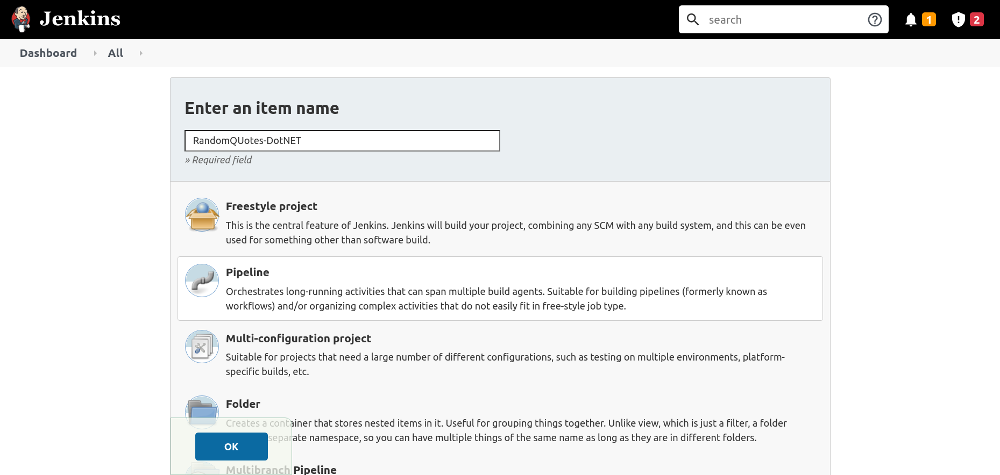 Jenkins
search
1
2
Dashboard
All
Enter an item name
RandomQUotes-DotNET
» Required field
Freestyle project
This is the central feature of Jenkins. Jenkins will build your project, combining any SCM with any build system, and this can be even
used for something other than software build.
Pipeline
Orchestrates long-running activities that can span multiple build agents. Suitable for building pipelines (formerly known as
workflows) and/or organizing complex activities that do not easily fit in free-style job type.
Multi-configuration project
Suitable for projects that need a large number of different configurations, such as testing on multiple environments, platform-
specific builds, etc.
Folder
Creates a container that stores nested items in it. Useful for grouping things together. Unlike view, which is just a filter, a folder
separate namespace, so you can have multiple things of the same name as long as they are in different folders.
OK
Multibranch Pipeline